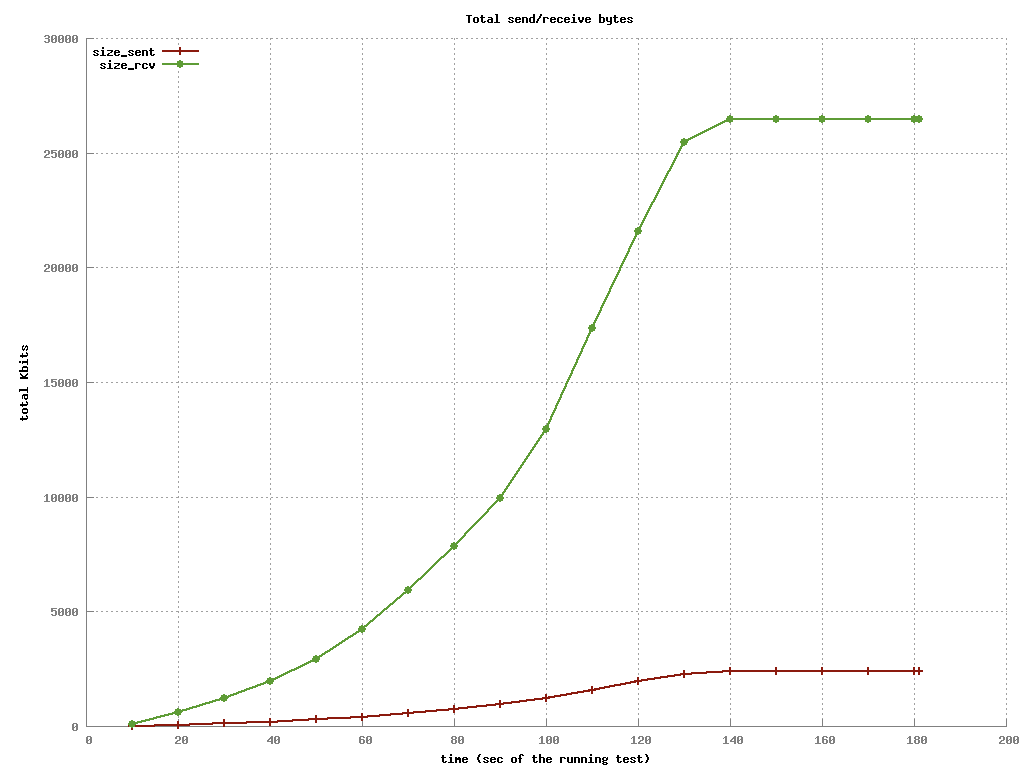 Total send/receive bytes
30000
size_sent
size_rcv
25000
20000
15000
total Kbits
10000
5000
0
0 20 40 60 80 100 120 140 160 180 200
time (sec of the running test)